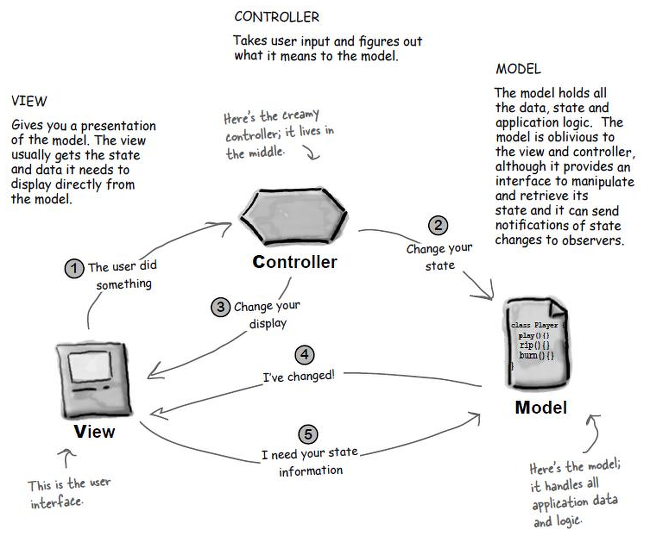 CONTROLLER
Takes user input and figures out
what it means to the model.
MODEL
The model holds all
the data, state and
application logic. The
model is oblivious to
the view and controller,
although it provides an
interface to manipulate
and retrieve its
state and it can send
notifications of state
changes to observers.
VIEW
Gives you a presentation
of the model. The view
usually gets the state
and data it needs to
display directly from
the model.
Here's the creamy
controller; it lives in
the middle.
Controller
1 The user did
something
2
Change your
state
3 Change your
display
4
I've changed!
5
I need your state
information
class Player {
play(){}
rip(){}
burn(){}
}
View
Model
This is the user
interface.
Here's the model;
it handles all
application data
and logic.